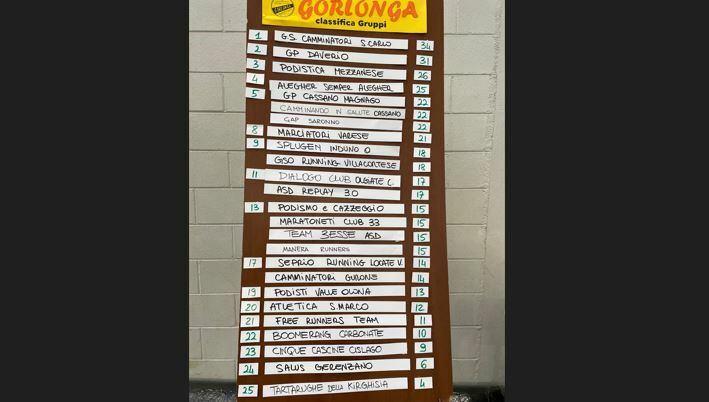 GORLONGA
classifica Gruppi
1 G.S. CAMMINATORI S.CARLO 34
2 GP DAVERIO 31
3 PODISTICA MEZZANESE 26
4 ALEGHER SEMPER ALEGHER 25
5 GP CASSANO MAGNAGO 22
CAMMINANDO IN SALUTE CASSANO 22
GAP SARONNO 22
8 MARCIATORI VARESE 21
9 SPLUGEN INDUNO O 18
GISO RUNNING VILLACORTESE 18
11 DIALOGO CLUB OLGIATE C. 17
ASD REPLAY 3.0 17
13 PODISMO e CAZZEGGIO 15
MARATONETI CLUB 33 15
TEAM 3ESSE ASD 15
MANERA RUNNERS 15
17 SEPRIO RUNNING LOCATE V. 14
CAMMINATORI GUDONE 14
19 PODISTI VALLE OLONA 13
20 ATLETICA S.MARCO 12
21 FREE RUNNERS TEAM 11
22 BOOMERANG CARBONATE 10
23 CINQUE CASCINE CISLAGO 9
24 SALUS GERENZANO 6
25 TARTARUGHE DELLA KIRGHISIA 4